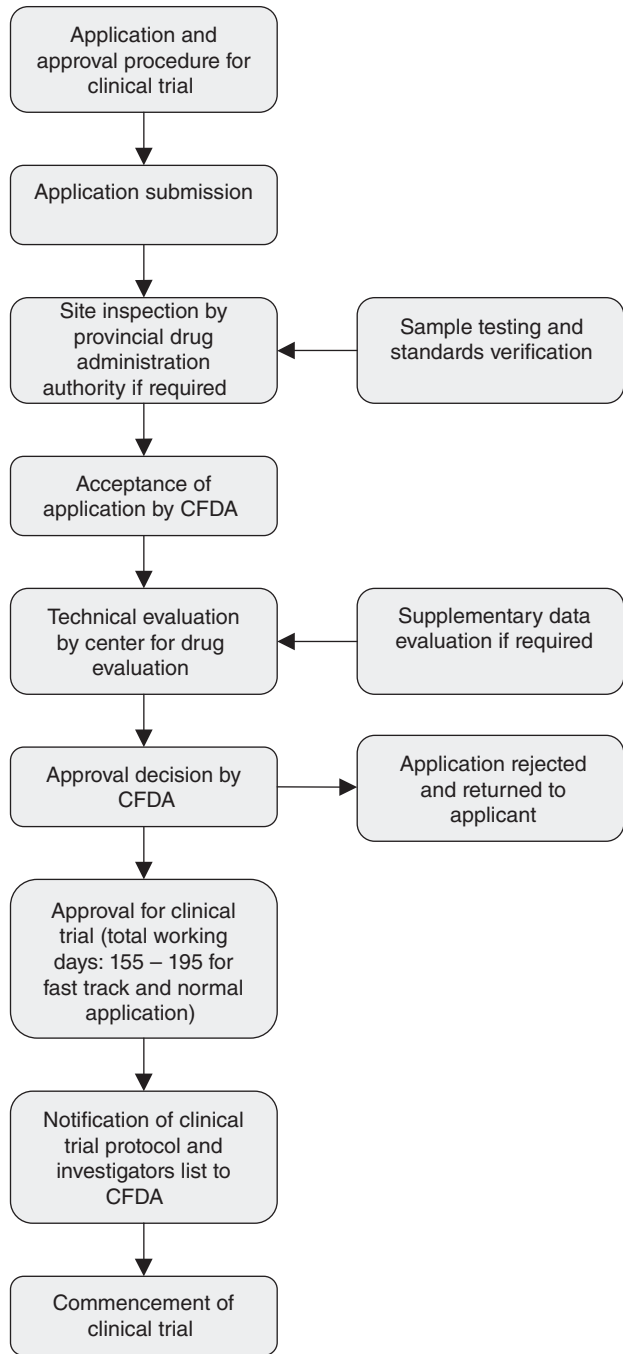 Application and
approval procedure for
clinical trial
Application submission
Site inspection by
provincial drug
administration
authority if required
Sample testing and
standards verification
Acceptance of
application by CFDA
Technical evaluation
by center for drug
evaluation
Supplementary data
evaluation if required
Approval decision by
CFDA
Application rejected
and returned to
applicant
Approval for clinical
trial (total working
days: 155 – 195 for
fast track and normal
application)
Notification of clinical
trial protocol and
investigators list to
CFDA
Commencement of
clinical trial